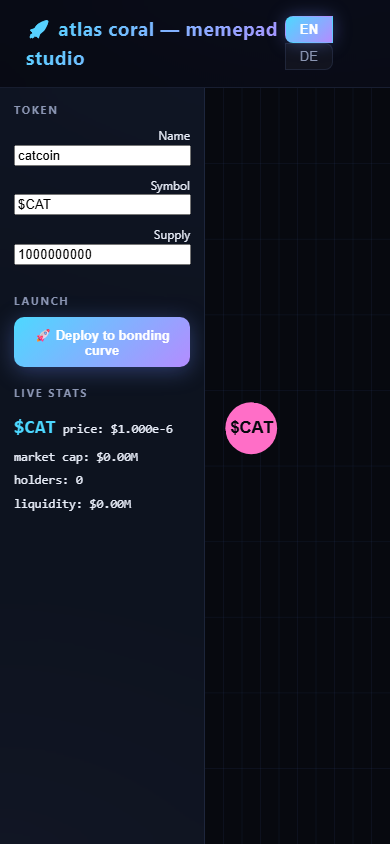 🚀 atlas coral — memepad
studio
EN
DE
TOKEN
Name
catcoin
Symbol
$CAT
Supply
1000000000
LAUNCH
🚀 Deploy to bonding
curve
LIVE STATS
$CAT price: $1.000e-6
market cap: $0.00M
holders: 0
liquidity: $0.00M
$CAT